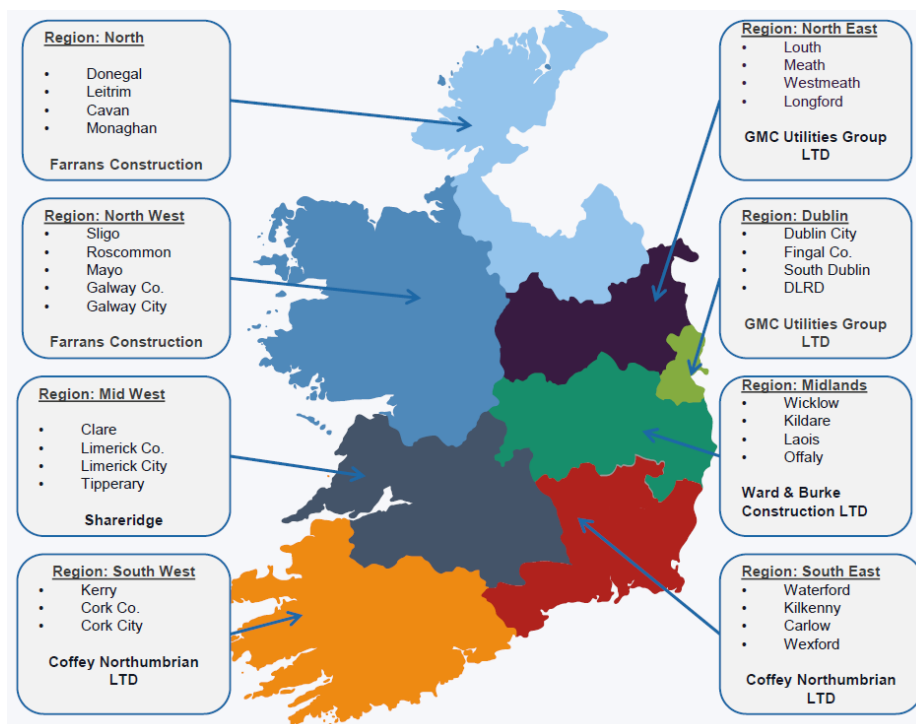 Region: North
• Donegal
• Leitrim
• Cavan
• Monaghan
Farrans Construction
Region: North West
• Sligo
• Roscommon
• Mayo
• Galway Co.
• Galway City
Farrans Construction
Region: Mid West
• Clare
• Limerick Co.
• Limerick City
• Tipperary
Shareridge
Region: South West
• Kerry
• Cork Co.
• Cork City
Coffey Northumbrian
LTD
Region: North East
• Louth
• Meath
• Westmeath
• Longford
GMC Utilities Group
LTD
Region: Dublin
• Dublin City
• Fingal Co.
• South Dublin
• DLRD
GMC Utilities Group
LTD
Region: Midlands
• Wicklow
• Kildare
• Laois
• Offaly
Ward & Burke
Construction LTD
Region: South East
• Waterford
• Kilkenny
• Carlow
• Wexford
Coffey Northumbrian
LTD